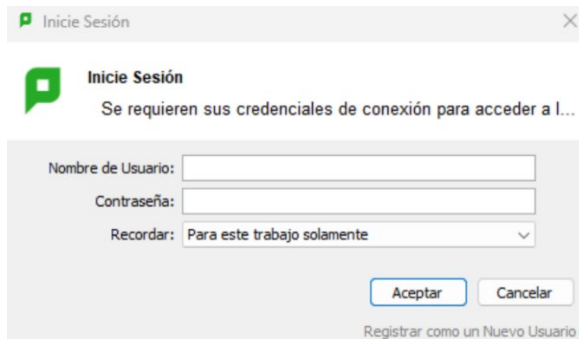 Inicie Sesión
Inicie Sesión
Se requieren sus credenciales de conexión para acceder a l...
Nombre de Usuario:
Contraseña:
Recordar: Para este trabajo solamente
Aceptar Cancelar
Registrar como un Nuevo Usuario